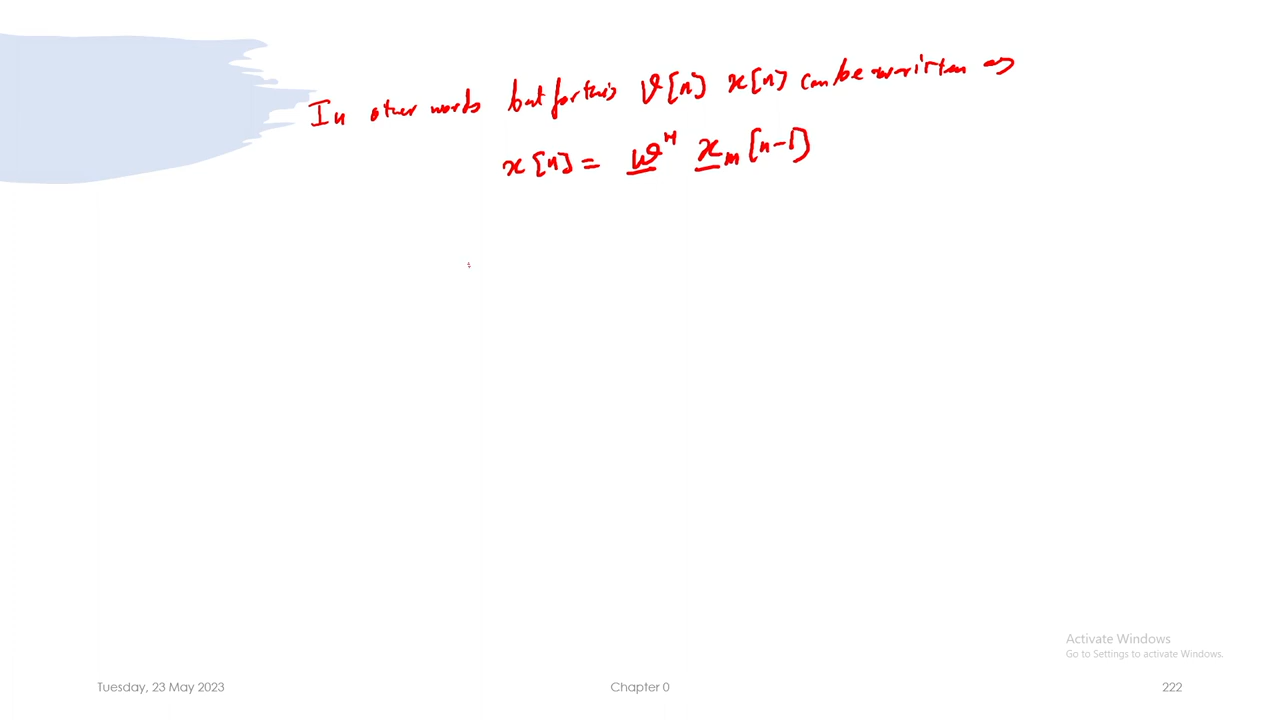 In other words but for this ϑ[n] x[n] can be written as
x[n] = w^H x_m[n-1]
Activate Windows
Go to Settings to activate Windows.
Tuesday, 23 May 2023
Chapter 0
222